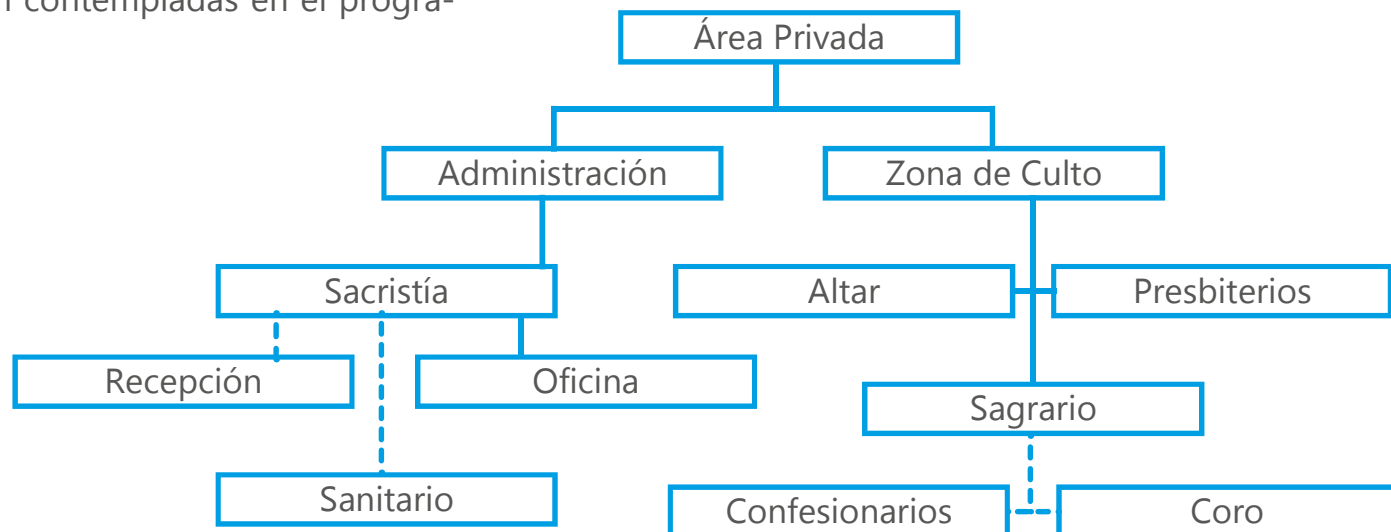 contempladas en el progra-
Área Privada
Administración
Zona de Culto
Sacristía
Altar
Presbiterios
Recepción
Oficina
Sagrario
Sanitario
Confesionarios
Coro